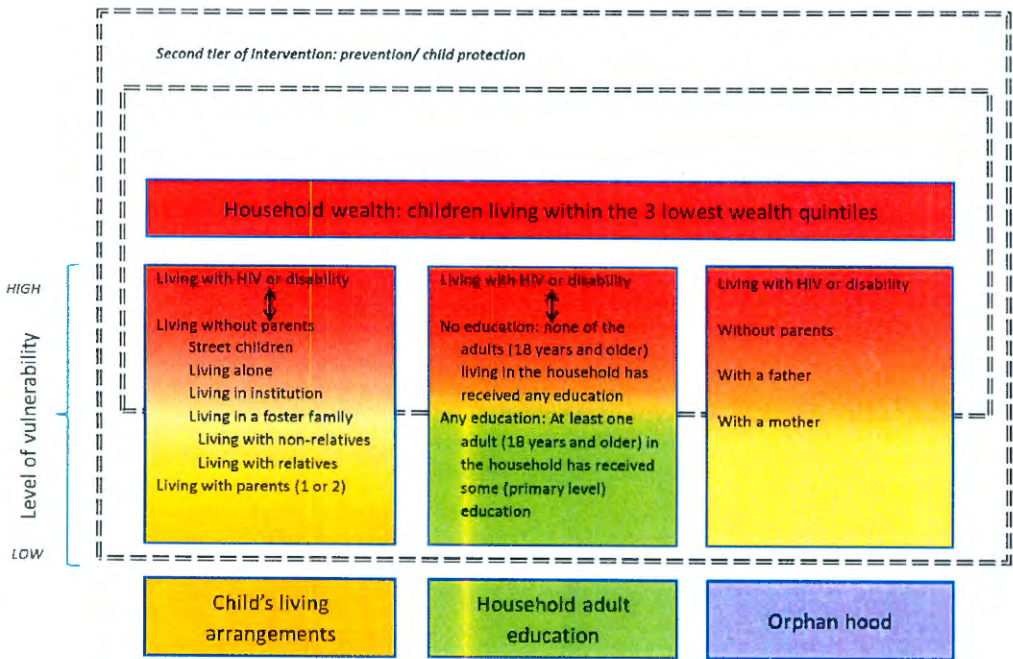 Second tier of intervention: prevention/ child protection
Household wealth: children living within the 3 lowest wealth quintiles
HIGH
Level of vulnerability
LOW
Living with HIV or disability
Living without parents
Street children
Living alone
Living in institution
Living in a foster family
Living with non-relatives
Living with relatives
Living with parents (1 or 2)
Living with HIV or disability
No education: none of the
adults (18 years and older)
living in the household has
received any education
Any education: At least one
adult (18 years and older) in
the household has received
some (primary level)
education
Living with HIV or disability
Without parents
With a father
With a mother
Child's living
arrangements
Household adult
education
Orphan hood